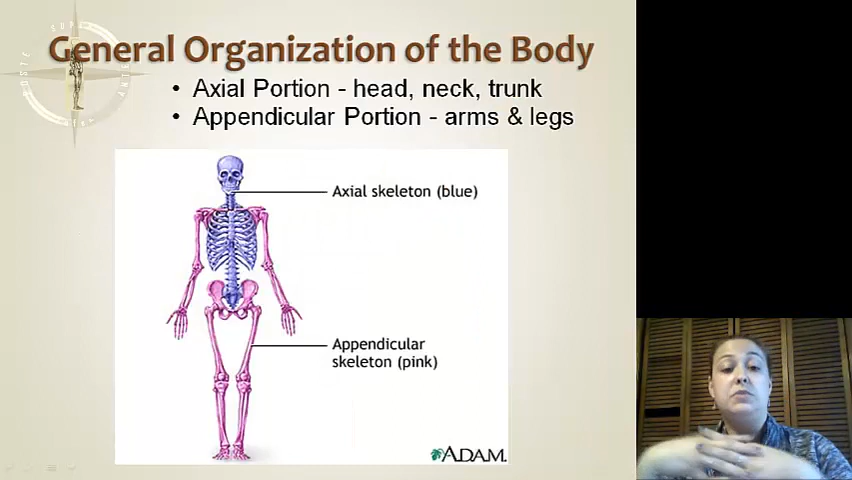 General Organization of the Body
• Axial Portion - head, neck, trunk
• Appendicular Portion - arms & legs
Axial skeleton (blue)
Appendicular
skeleton (pink)
ADAM.